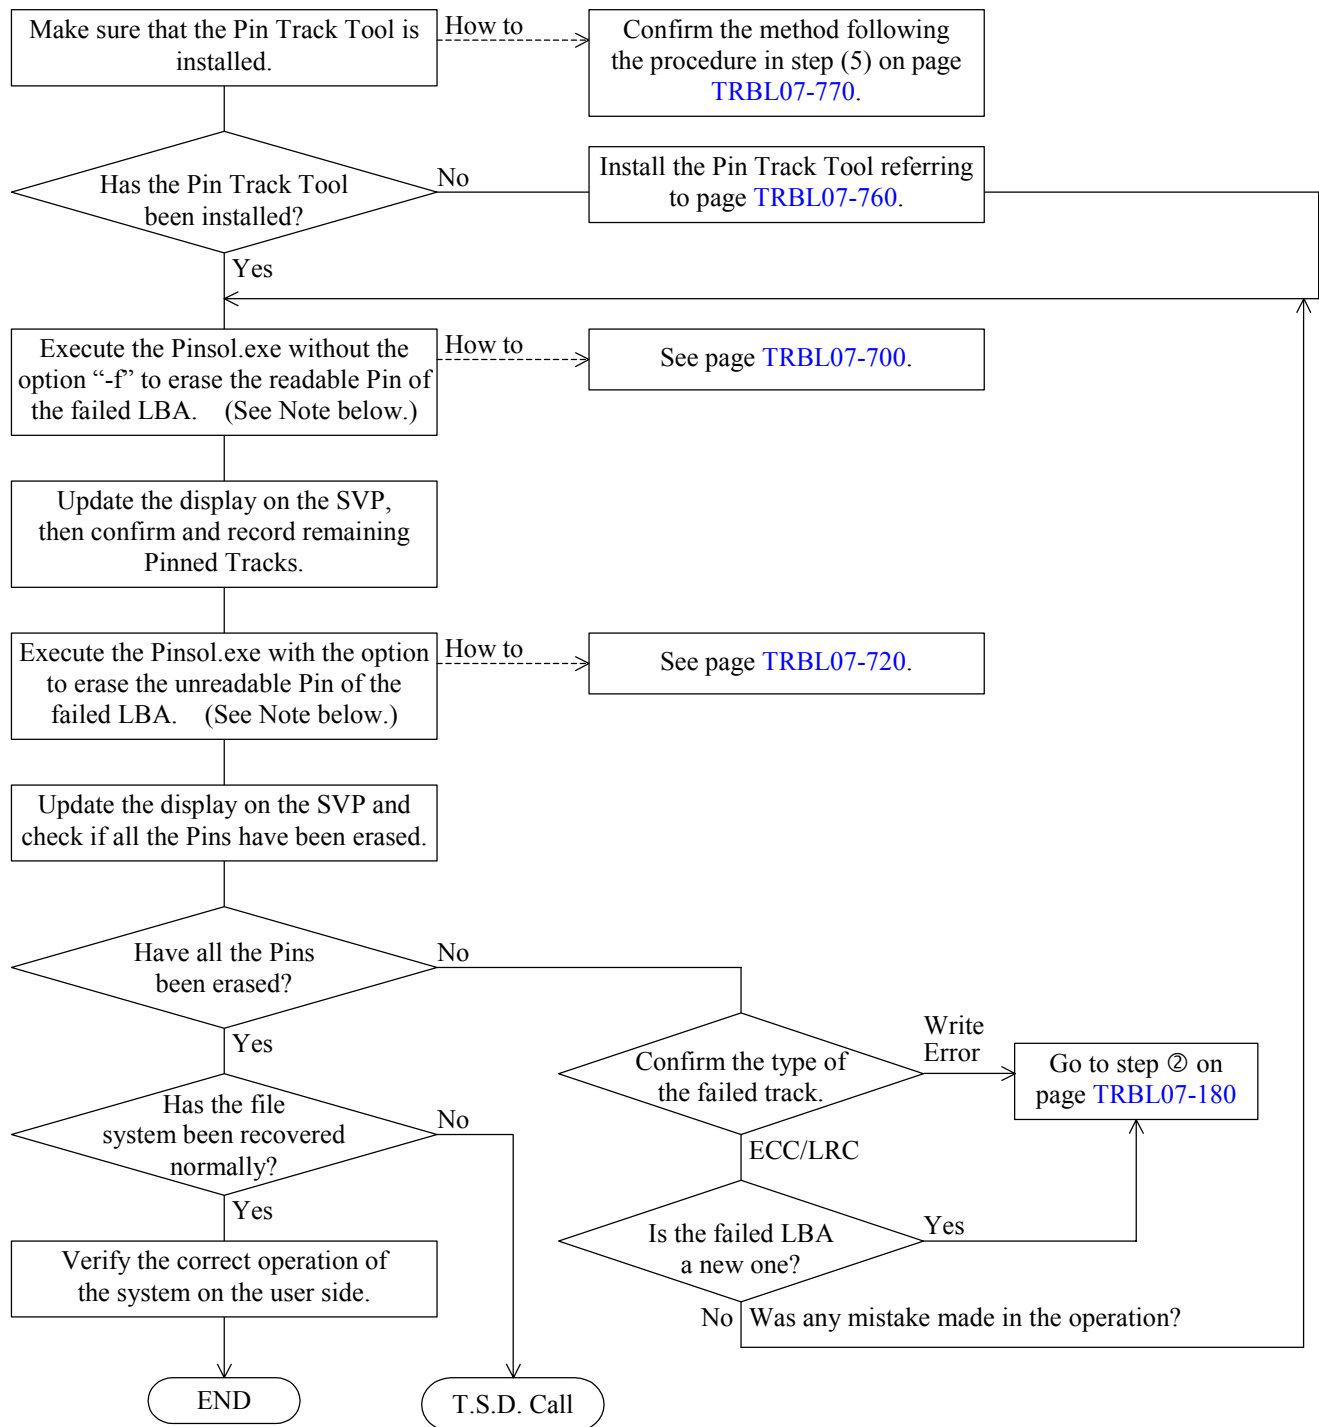 Make sure that the Pin Track Tool is
installed.
How to
Confirm the method following
the procedure in step (5) on page
TRBL07-770.
Has the Pin Track Tool
been installed?
No
Install the Pin Track Tool referring
to page TRBL07-760.
Yes
Execute the Pinsol.exe without the
option “-f” to erase the readable Pin of
the failed LBA. (See Note below.)
How to
See page TRBL07-700.
Update the display on the SVP,
then confirm and record remaining
Pinned Tracks.
Execute the Pinsol.exe with the option
to erase the unreadable Pin of the
failed LBA. (See Note below.)
How to
See page TRBL07-720.
Update the display on the SVP and
check if all the Pins have been erased.
Have all the Pins
been erased?
No
Yes
Confirm the type of
the failed track.
Write
Error
Go to step ② on
page TRBL07-180
Has the file
system been recovered
normally?
No
ECC/LRC
Yes
Is the failed LBA
a new one?
Yes
Verify the correct operation of
the system on the user side.
No Was any mistake made in the operation?
END
T.S.D. Call